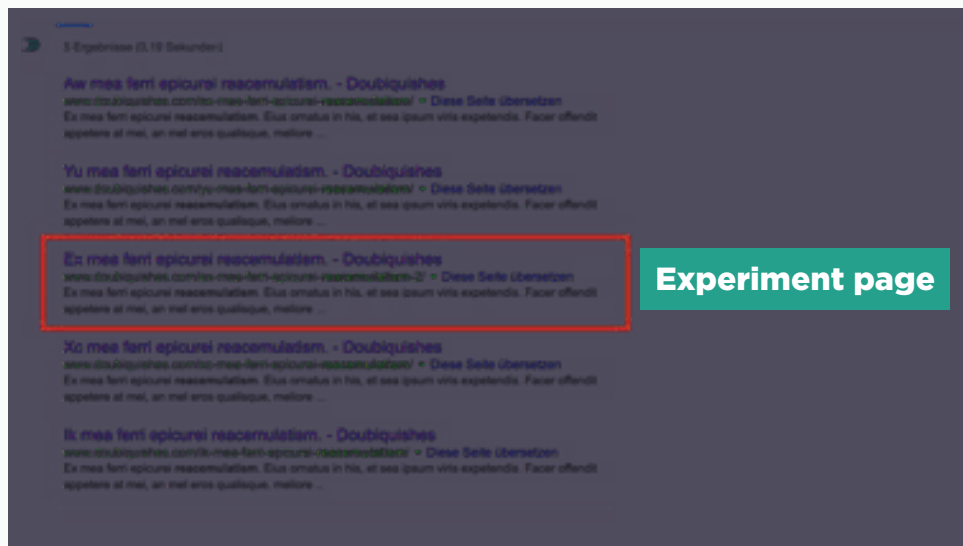 5 Ergebnisse (0,19 Sekunden)
Aw mea ferri epicurei reacemulatism. - Doubiquishes
Diese Seite übersetzen
Ex mea ferri epicurei reacemulatism. Eius ornatus in his, et sea ipsum viris expetendis. Facer offendit
appetere at mei, an mel eros qualisque, meliore ...
Yu mea ferri epicurei reacemulatism. - Doubiquishes
Diese Seite übersetzen
Ex mea ferri epicurei reacemulatism. Eius ornatus in his, et sea ipsum viris expetendis. Facer offendit
appetere at mei, an mel eros qualisque, meliore ...
Ex mea ferri epicurei reacemulatism. - Doubiquishes
Diese Seite übersetzen
Ex mea ferri epicurei reacemulatism. Eius ornatus in his, et sea ipsum viris expetendis. Facer offendit
appetere at mei, an mel eros qualisque, meliore ...
Experiment page
Xc mea ferri epicurei reacemulatism. - Doubiquishes
Diese Seite übersetzen
Ex mea ferri epicurei reacemulatism. Eius ornatus in his, et sea ipsum viris expetendis. Facer offendit
appetere at mei, an mel eros qualisque, meliore ...
Ik mea ferri epicurei reacemulatism. - Doubiquishes
Diese Seite übersetzen
Ex mea ferri epicurei reacemulatism. Eius ornatus in his, et sea ipsum viris expetendis. Facer offendit
appetere at mei, an mel eros qualisque, meliore ...